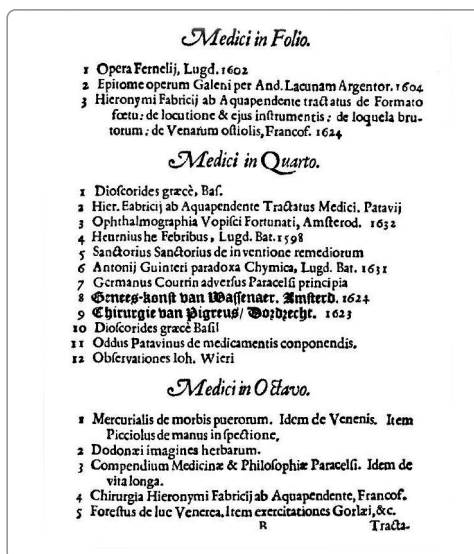 Medici in Folio.
1 Opera Fernelij, Lugd. 1602
2 Epitome operum Galeni per And. Lacunam Argentor. 1604
3 Hieronymi Fabricij ab Aquapendente tractatus de Formato
fœtu: de locutione & ejus inſtrumentis: de loquela bru-
torum: de Venarum oſtiolis, Francof. 1624
Medici in Quarto.
1 Dioſcorides græcè, Baſ.
2 Hier. Eabricij ab Aquapendente Tractatus Medici. Patavij
3 Ophthalmographia Vopiſci Fortunati, Amſterod. 1632
4 Heurnius he Febribus, Lugd. Bat. 1598
5 Sanctorius Sanctorius de inventione remediorum
6 Antonij Guinteri paradoxa Chymica, Lugd. Bat. 1631
7 Germanus Courtin adverſus Paracelſi principia
8 Genees-konſt van Waſſenaer. Amſterd. 1624
9 Chirurgie van Pigreus/ Dordrecht. 1623
10 Dioſcorides græcè Baſil
11 Oddus Patavinus de medicamentis conponendis.
12 Obſervationes Ioh. Wieri
Medici in Octavo.
1 Mercurialis de morbis puerorum. Idem de Venenis. Item
Picciolus de manus inſpectione,
2 Dodonæi imagines herbarum.
3 Compendium Medicinæ & Philoſophiæ Paracelſi. Idem de
vita longa.
4 Chirurgia Hieronymi Fabricij ab Aquapendente, Francof.
5 Foreſtus de lue Venerea, Item exercitationes Gorlæi, &c.
R Tracta-